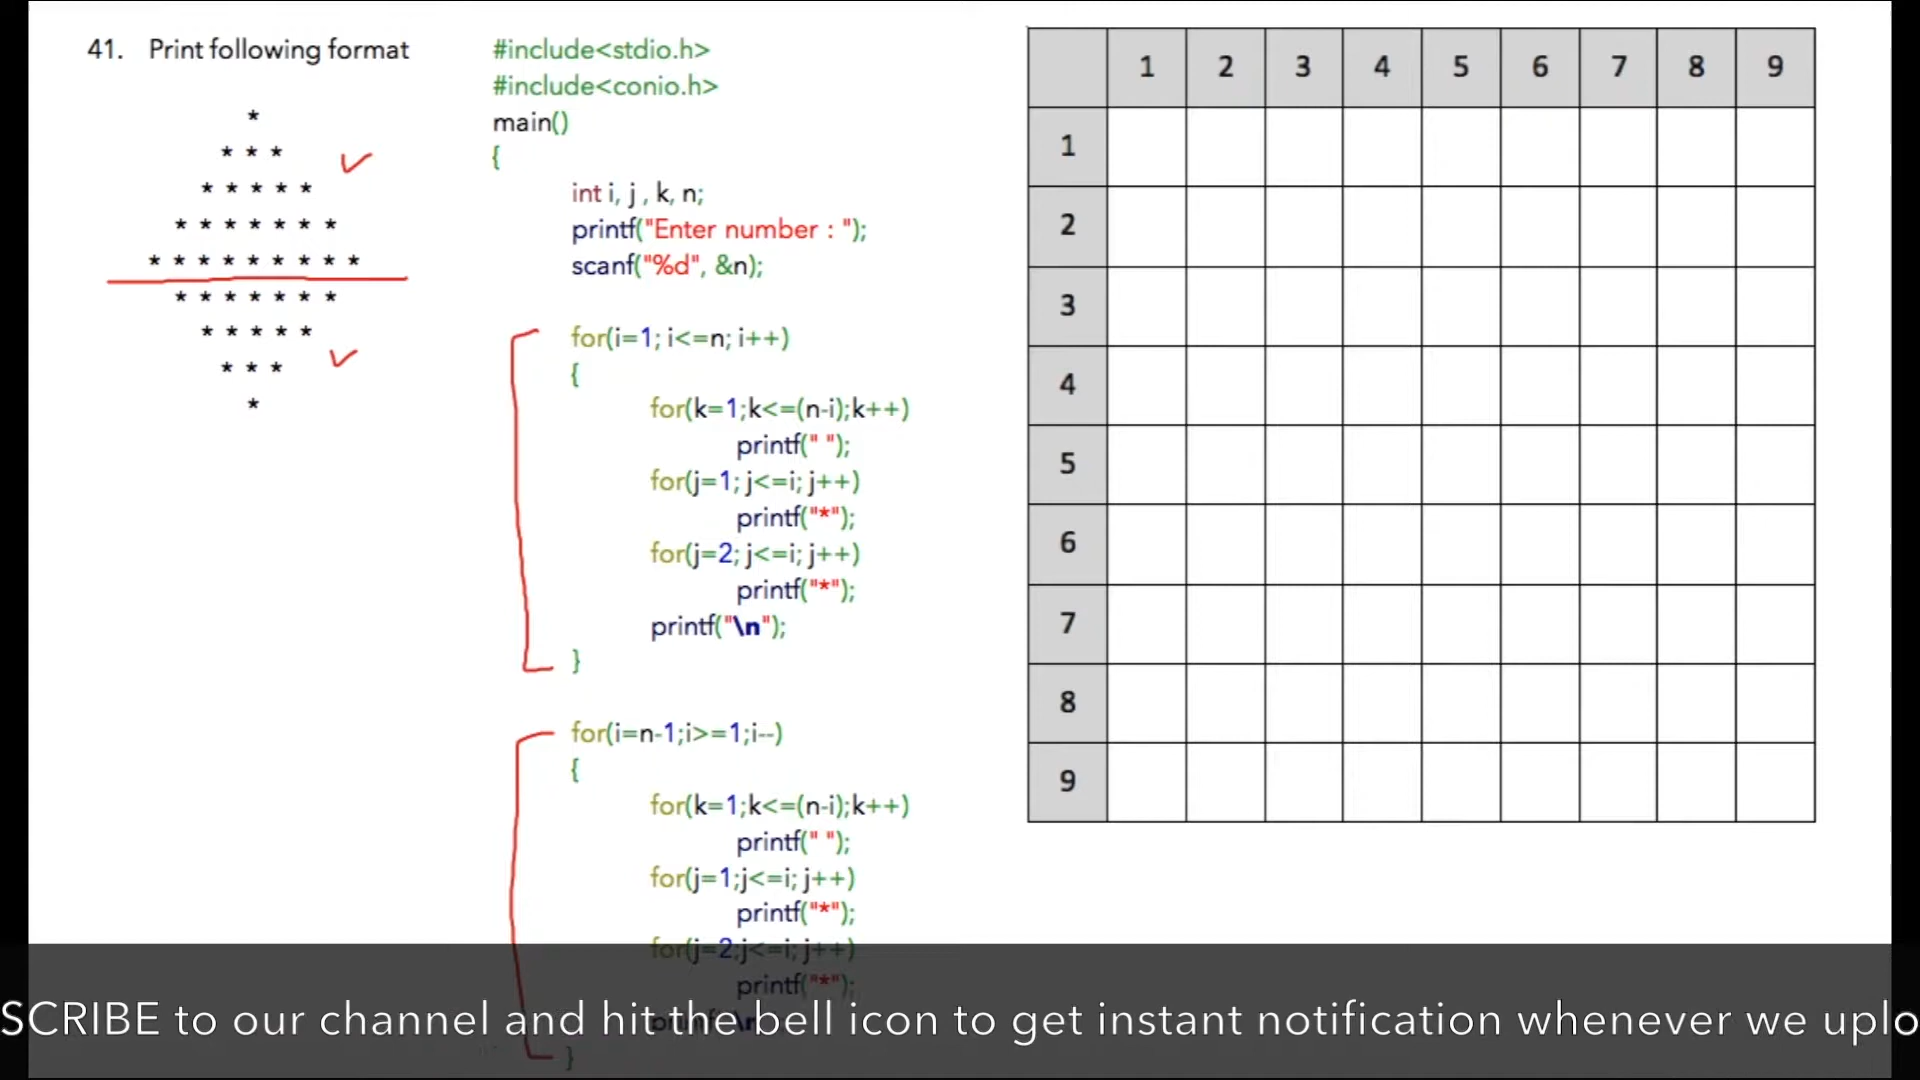 41. Print following format
*
* * *
* * * * *
* * * * * * *
* * * * * * * * *
* * * * * * *
* * * * *
* * *
*
#include<stdio.h>
#include<conio.h>
main()
{
int i, j , k, n;
printf("Enter number : ");
scanf("%d", &n);
for(i=1; i<=n; i++)
{
for(k=1;k<=(n-i);k++)
printf(" ");
for(j=1; j<=i; j++)
printf("*");
for(j=2; j<=i; j++)
printf("*");
printf("\n");
}
for(i=n-1;i>=1;i--)
{
for(k=1;k<=(n-i);k++)
printf(" ");
for(j=1;j<=i; j++)
printf("*");
for(j=2;j<=i; j++)
printf("*");
}
1 2 3 4 5 6 7 8 9
1
2
3
4
5
6
7
8
9
SCRIBE to our channel and hit the bell icon to get instant notification whenever we uplo